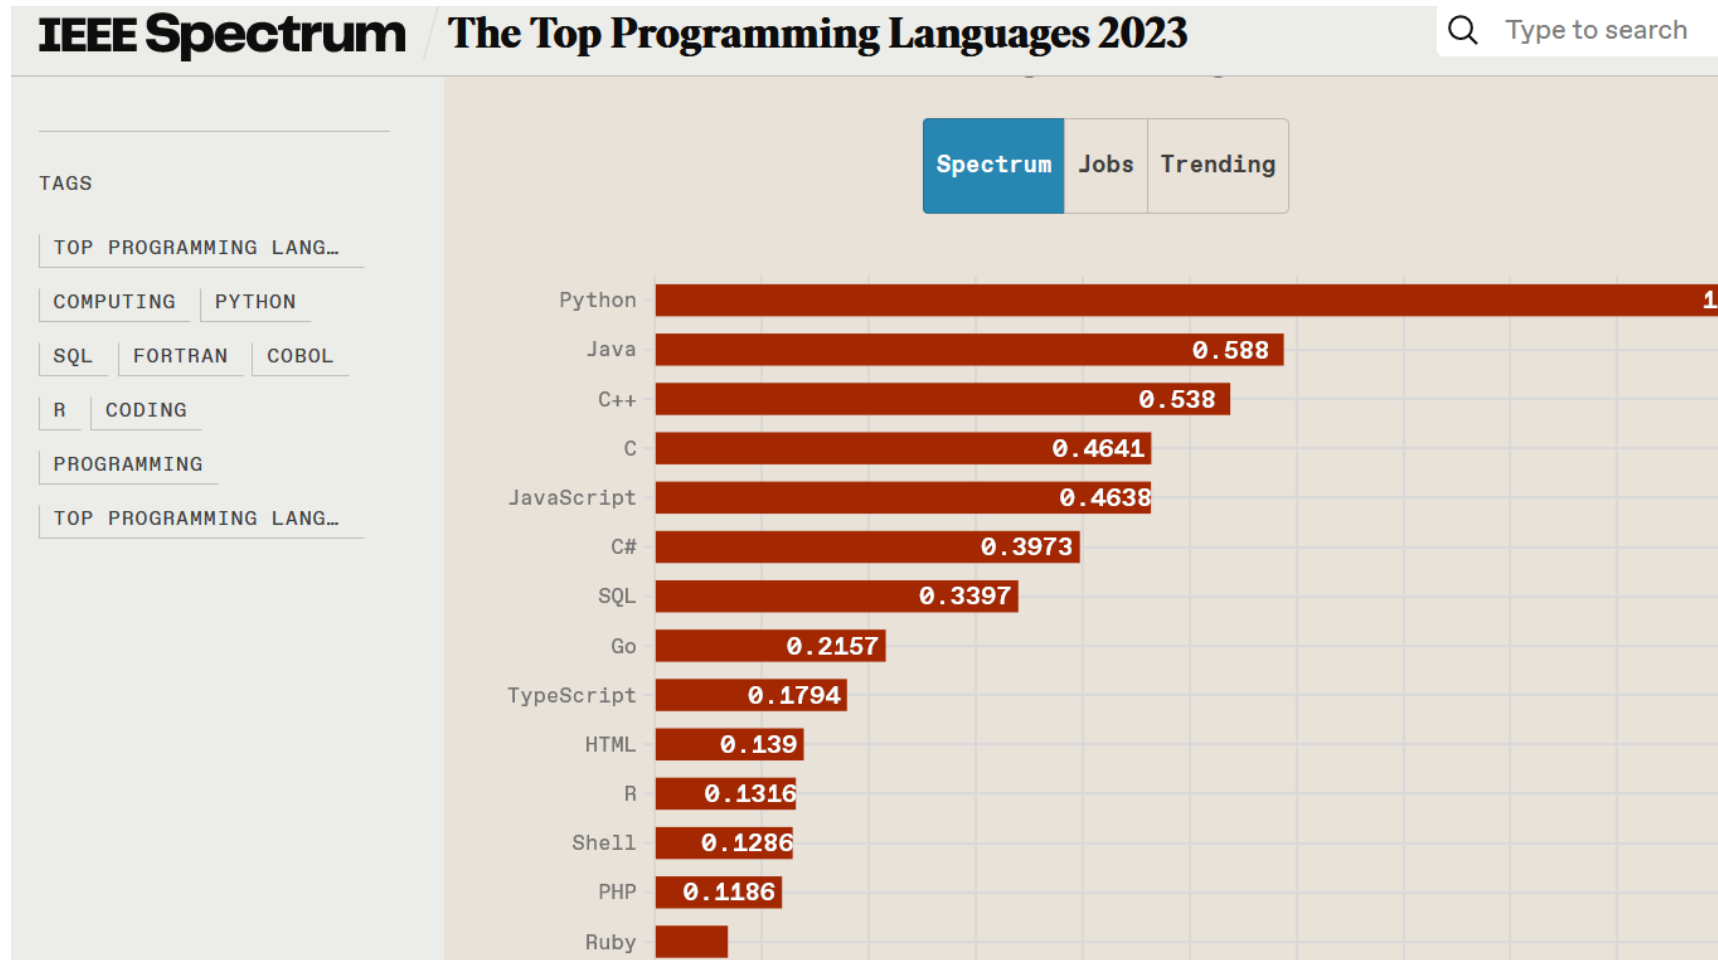 IEEE Spectrum / The Top Programming Languages 2023
Type to search
TAGS
TOP PROGRAMMING LANG…
COMPUTING PYTHON
SQL FORTRAN COBOL
R CODING
PROGRAMMING
TOP PROGRAMMING LANG…
Spectrum Jobs Trending
Python 1
Java 0.588
C++ 0.538
C 0.4641
JavaScript 0.4638
C# 0.3973
SQL 0.3397
Go 0.2157
TypeScript 0.1794
HTML 0.139
R 0.1316
Shell 0.1286
PHP 0.1186
Ruby